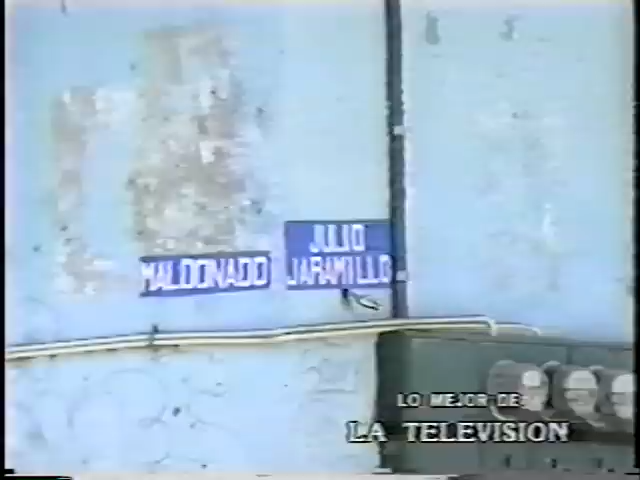 MALDONADO
JULIO
JARAMILLO
LO MEJOR DE
LA TELEVISION